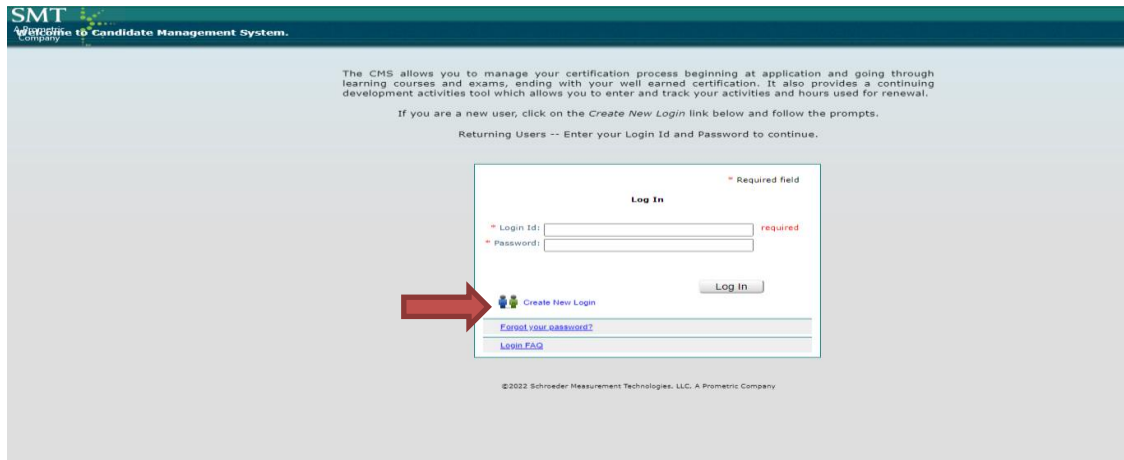 SMT
A Prometric
Company
Welcome to Candidate Management System.
The CMS allows you to manage your certification process beginning at application and going through
learning courses and exams, ending with your well earned certification. It also provides a continuing
development activities tool which allows you to enter and track your activities and hours used for renewal.
If you are a new user, click on the Create New Login link below and follow the prompts.
Returning Users -- Enter your Login Id and Password to continue.
* Required field
Log In
* Login Id: required
* Password:
Log In
Create New Login
Forgot your password?
Login FAQ
©2022 Schroeder Measurement Technologies, LLC, A Prometric Company